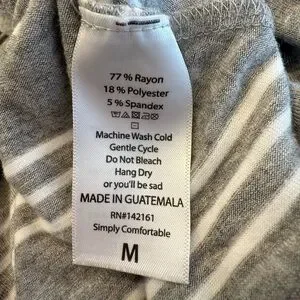 77 % Rayon
18 % Polyester
5 % Spandex
Machine Wash Cold
Gentle Cycle
Do Not Bleach
Hang Dry
or you'll be sad
MADE IN GUATEMALA
RN#142161
Simply Comfortable
M